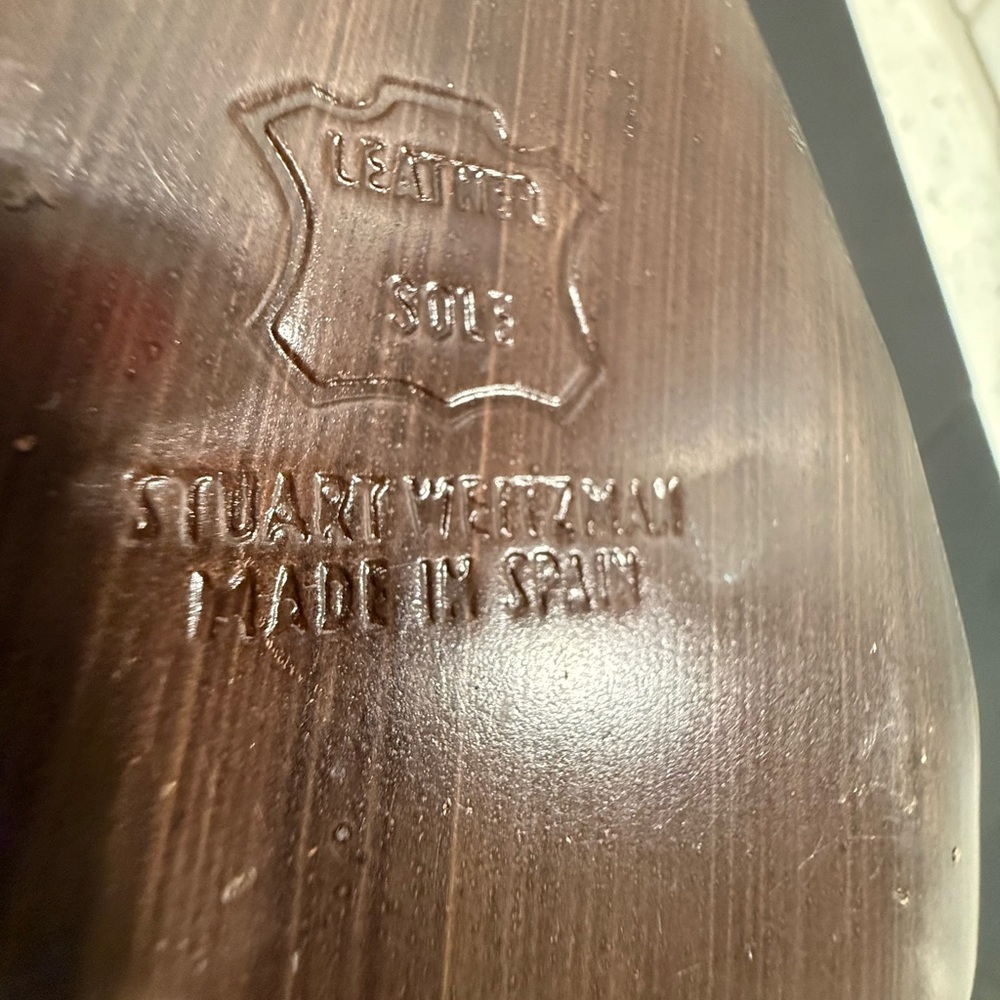 LEATHER
SOLE
STUART WEITZMAN
MADE IN SPAIN